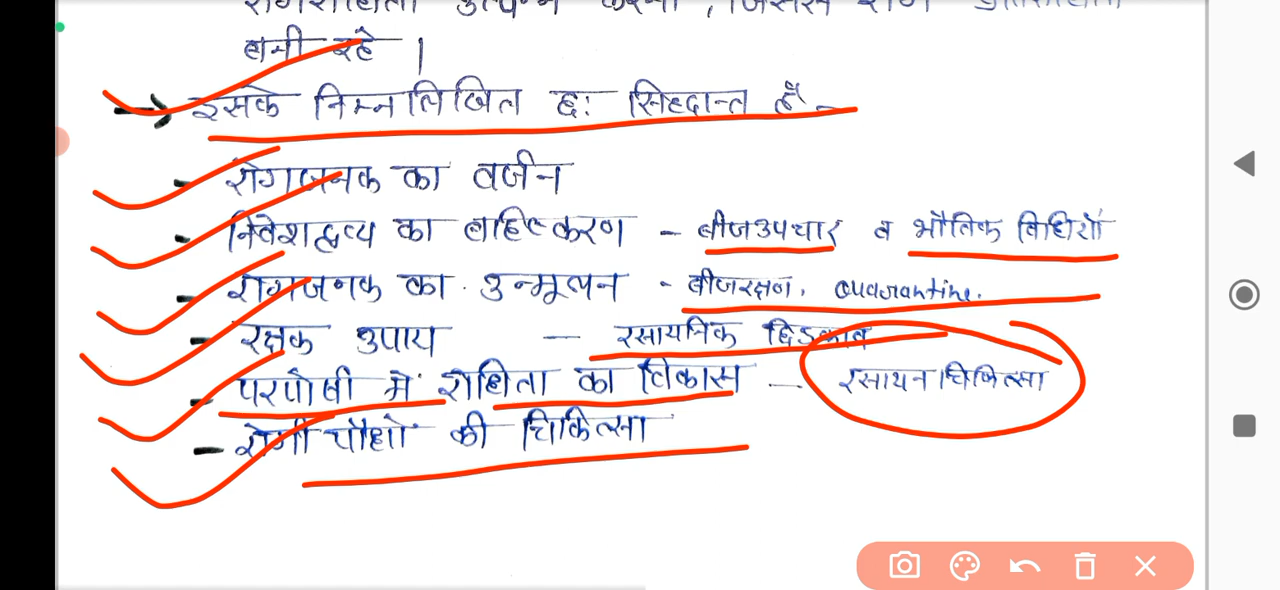 बनी रहे |
→ इसके निम्नलिखित छः सिद्धान्त हैं -
- रोगजनक का वर्जन
- निवेशद्रव्य का बहिष्करण - बीजउपचार व भौतिक विधियों
- रोगजनक का उन्मूलन - बीजरक्षण, Quarantine.
- रक्षक उपाय - रसायनिक छिड़काव
- परपोषी में रोधिता का विकास - रसायन चिकित्सा
- रोगी पौधों की चिकित्सा